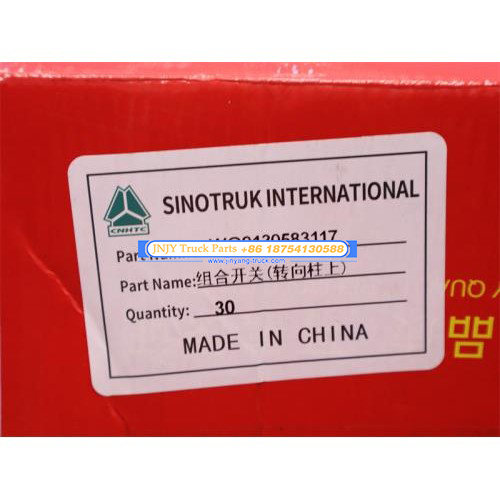 SINOTRUK INTERNATIONAL
CNHTC
JNJY Truck Parts +86 18754130588
www.jinyang-truck.com
Part Name:组合开关(转向柱上)
Quantity: 30
MADE IN CHINA